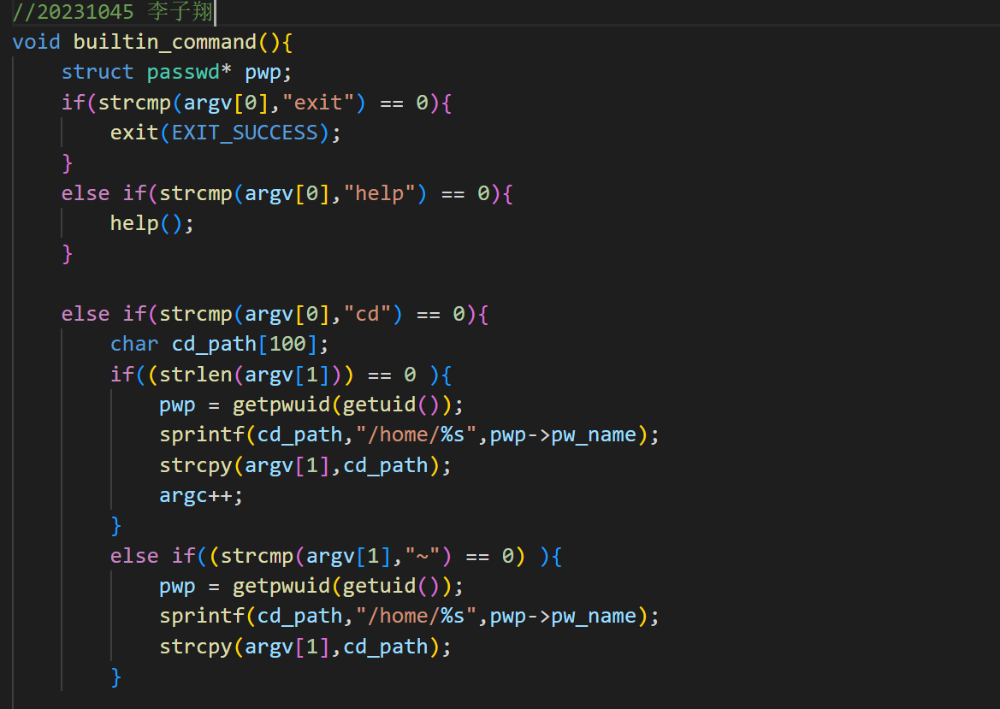 //20231045 李子翔
void builtin_command(){
    struct passwd* pwp;
    if(strcmp(argv[0],"exit") == 0){
        exit(EXIT_SUCCESS);
    }
    else if(strcmp(argv[0],"help") == 0){
        help();
    }

    else if(strcmp(argv[0],"cd") == 0){
        char cd_path[100];
        if((strlen(argv[1])) == 0 ){
            pwp = getpwuid(getuid());
            sprintf(cd_path,"/home/%s",pwp->pw_name);
            strcpy(argv[1],cd_path);
            argc++;
        }
        else if((strcmp(argv[1],"~") == 0) ){
            pwp = getpwuid(getuid());
            sprintf(cd_path,"/home/%s",pwp->pw_name);
            strcpy(argv[1],cd_path);
        }